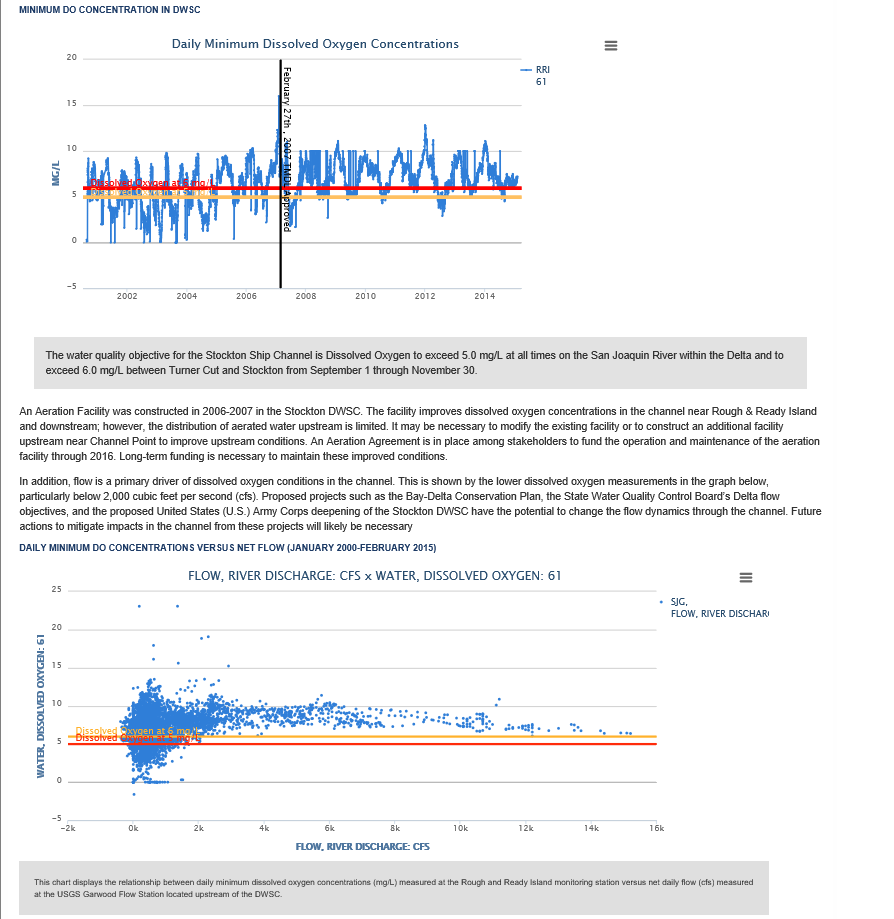 MINIMUM DO CONCENTRATION IN DWSC
Daily Minimum Dissolved Oxygen Concentrations
20
15
10
5
0
−5
MG/L
RRI
61
February 27th , 2007 TMDL Approved
Dissolved Oxygen at 6 mg/L
2002 2004 2006 2008 2010 2012 2014
The water quality objective for the Stockton Ship Channel is Dissolved Oxygen to exceed 5.0 mg/L at all times on the San Joaquin River within the Delta and to
exceed 6.0 mg/L between Turner Cut and Stockton from September 1 through November 30.
An Aeration Facility was constructed in 2006-2007 in the Stockton DWSC. The facility improves dissolved oxygen concentrations in the channel near Rough & Ready Island
and downstream; however, the distribution of aerated water upstream is limited. It may be necessary to modify the existing facility or to construct an additional facility
upstream near Channel Point to improve upstream conditions. An Aeration Agreement is in place among stakeholders to fund the operation and maintenance of the aeration
facility through 2016. Long-term funding is necessary to maintain these improved conditions.
In addition, flow is a primary driver of dissolved oxygen conditions in the channel. This is shown by the lower dissolved oxygen measurements in the graph below,
particularly below 2,000 cubic feet per second (cfs). Proposed projects such as the Bay-Delta Conservation Plan, the State Water Quality Control Board's Delta flow
objectives, and the proposed United States (U.S.) Army Corps deepening of the Stockton DWSC have the potential to change the flow dynamics through the channel. Future
actions to mitigate impacts in the channel from these projects will likely be necessary
DAILY MINIMUM DO CONCENTRATIONS VERSUS NET FLOW (JANUARY 2000-FEBRUARY 2015)
FLOW, RIVER DISCHARGE: CFS x WATER, DISSOLVED OXYGEN: 61
25
20
15
10
5
0
−5
WATER, DISSOLVED OXYGEN: 61
SJG,
FLOW, RIVER DISCHAR
Dissolved Oxygen at 6 mg/L
Dissolved Oxygen at mg/L
−2k 0k 2k 4k 6k 8k 10k 12k 14k 16k
FLOW, RIVER DISCHARGE: CFS
This chart displays the relationship between daily minimum dissolved oxygen concentrations (mg/L) measured at the Rough and Ready Island monitoring station versus net daily flow (cfs) measured
at the USGS Garwood Flow Station located upstream of the DWSC.